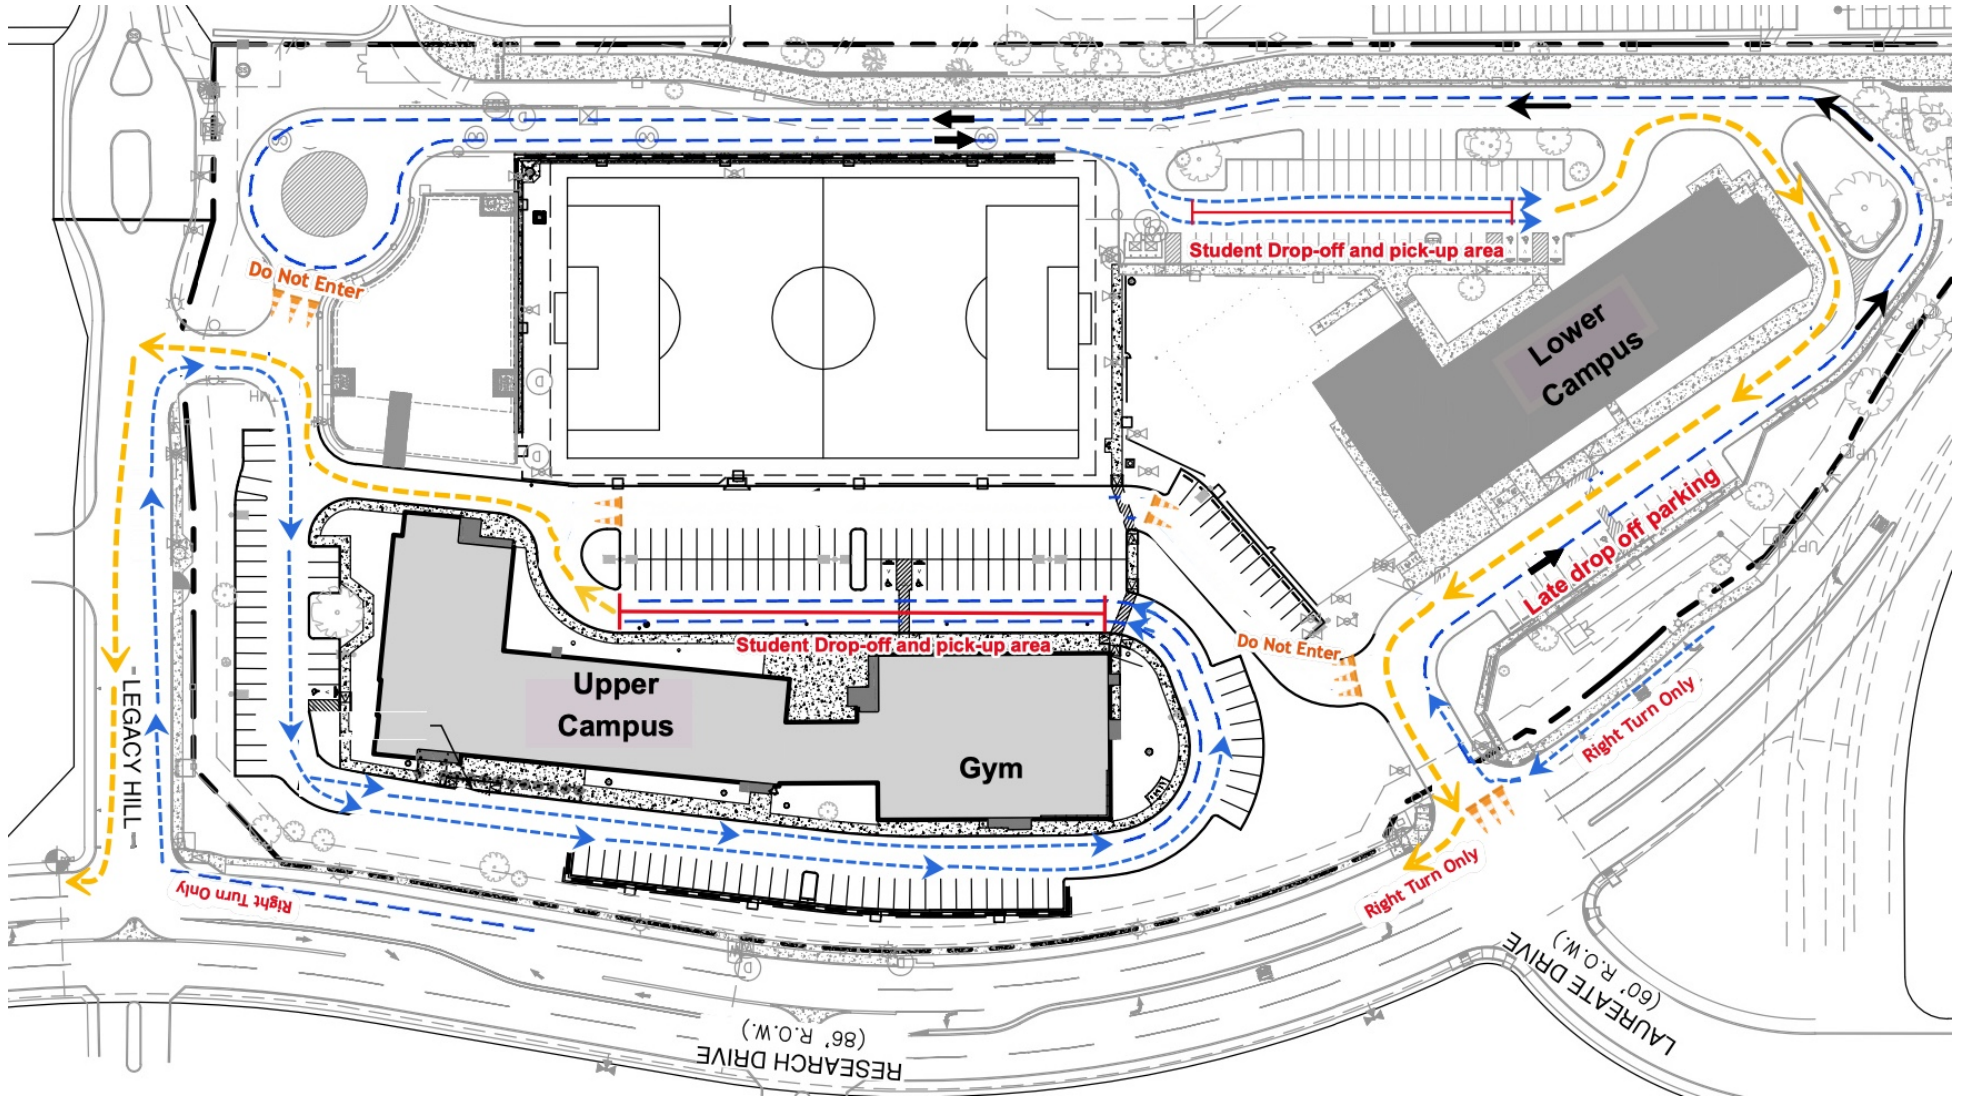 Do Not Enter
Student Drop-off and pick-up area
Lower
Campus
Late drop off parking
Do Not Enter
Student Drop-off and pick-up area
Upper
Campus
Gym
Right Turn Only
LEGACY HILL
Right Turn Only
Right Turn Only
LAUREATE DRIVE
(60' R.O.W.)
RESEARCH DRIVE
(86' R.O.W.)